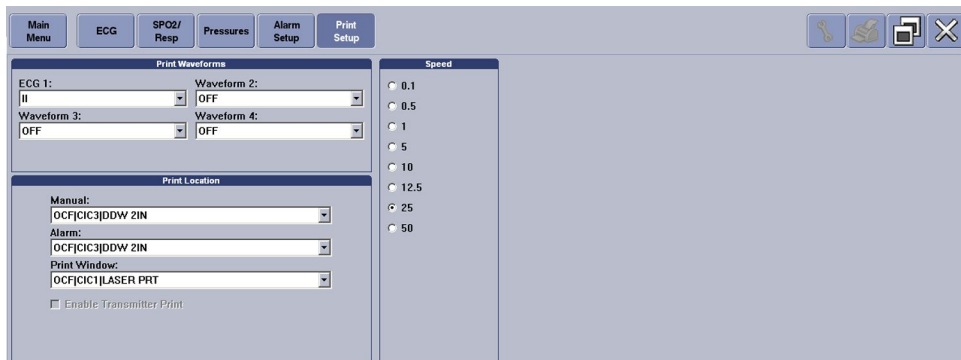 Main Menu
ECG
SPO2/ Resp
Pressures
Alarm Setup
Print Setup
Print Waveforms
ECG 1:
II
Waveform 2:
OFF
Waveform 3:
OFF
Waveform 4:
OFF
Print Location
Manual:
OCF|CIC3|DDW 2IN
Alarm:
OCF|CIC3|DDW 2IN
Print Window:
OCF|CIC1|LASER PRT
Enable Transmitter Print
Speed
0.1
0.5
1
5
10
12.5
25
50